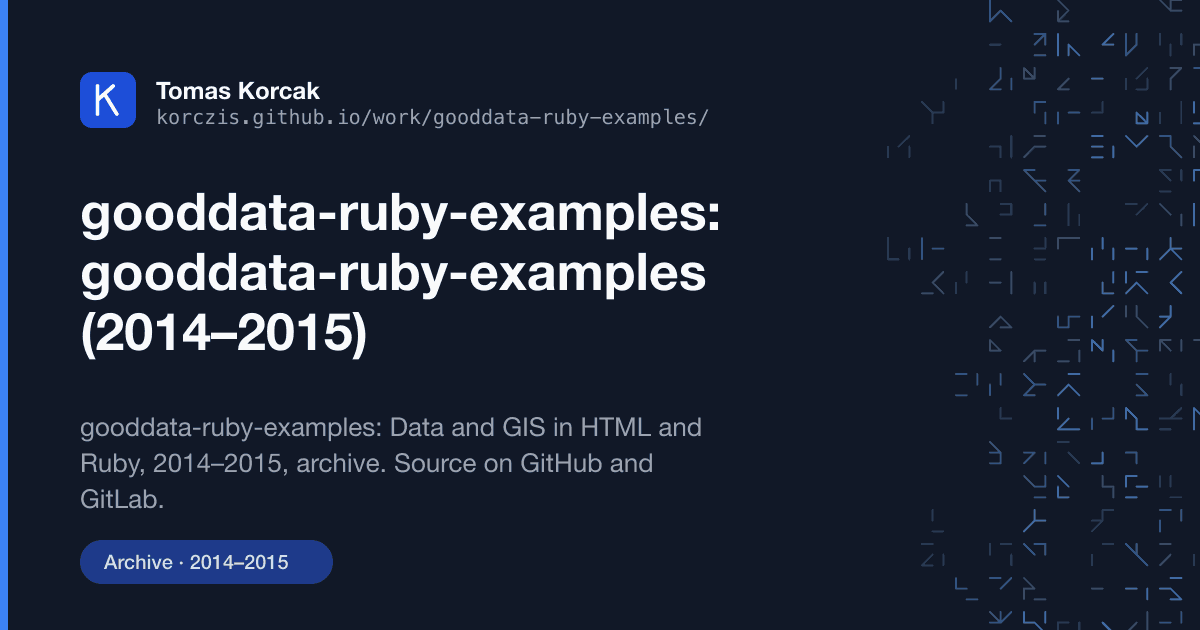 K
Tomas Korcak
korczis.github.io/work/gooddata-ruby-examples/
gooddata-ruby-examples:
gooddata-ruby-examples
(2014–2015)
gooddata-ruby-examples: Data and GIS in HTML and
Ruby, 2014–2015, archive. Source on GitHub and
GitLab.
Archive · 2014–2015